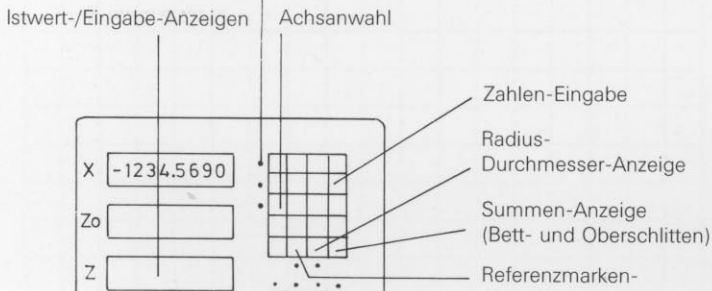 Istwert-/Eingabe-Anzeigen
Achsanwahl
Zahlen-Eingabe
Radius-
Durchmesser-Anzeige
X -1234.5690
Summen-Anzeige
(Bett- und Oberschlitten)
Zo
Z
Referenzmarken-